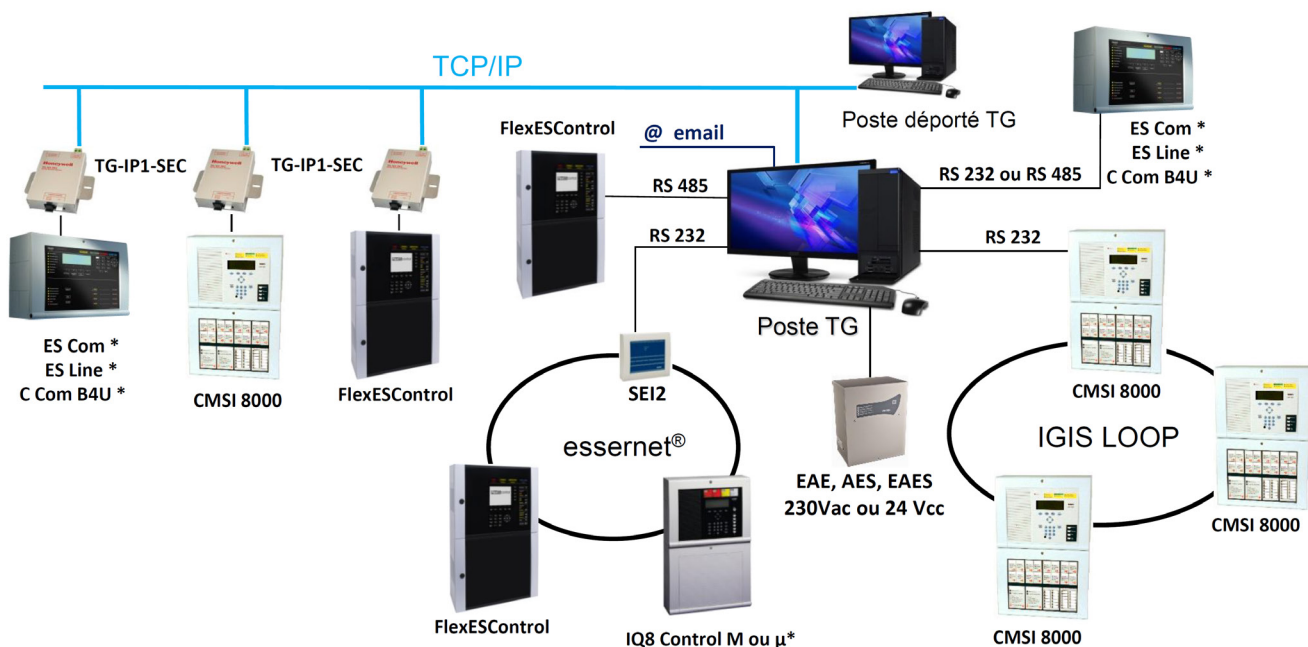 TCP/IP
Poste déporté TG
@ email
FlexESControl
TG-IP1-SEC
TG-IP1-SEC
Honeywell
Honeywell
Honeywell
RS 485
RS 232 ou RS 485
ES Com *
ES Line *
C Com B4U *
RS 232
RS 232
Poste TG
ES Com *
ES Line *
C Com B4U *
CMSI 8000
FlexESControl
SEI2
CMSI 8000
essernet®
IGIS LOOP
EAE, AES, EAES
230Vac ou 24 Vcc
CMSI 8000
FlexESControl
IQ8 Control M ou µ*
CMSI 8000